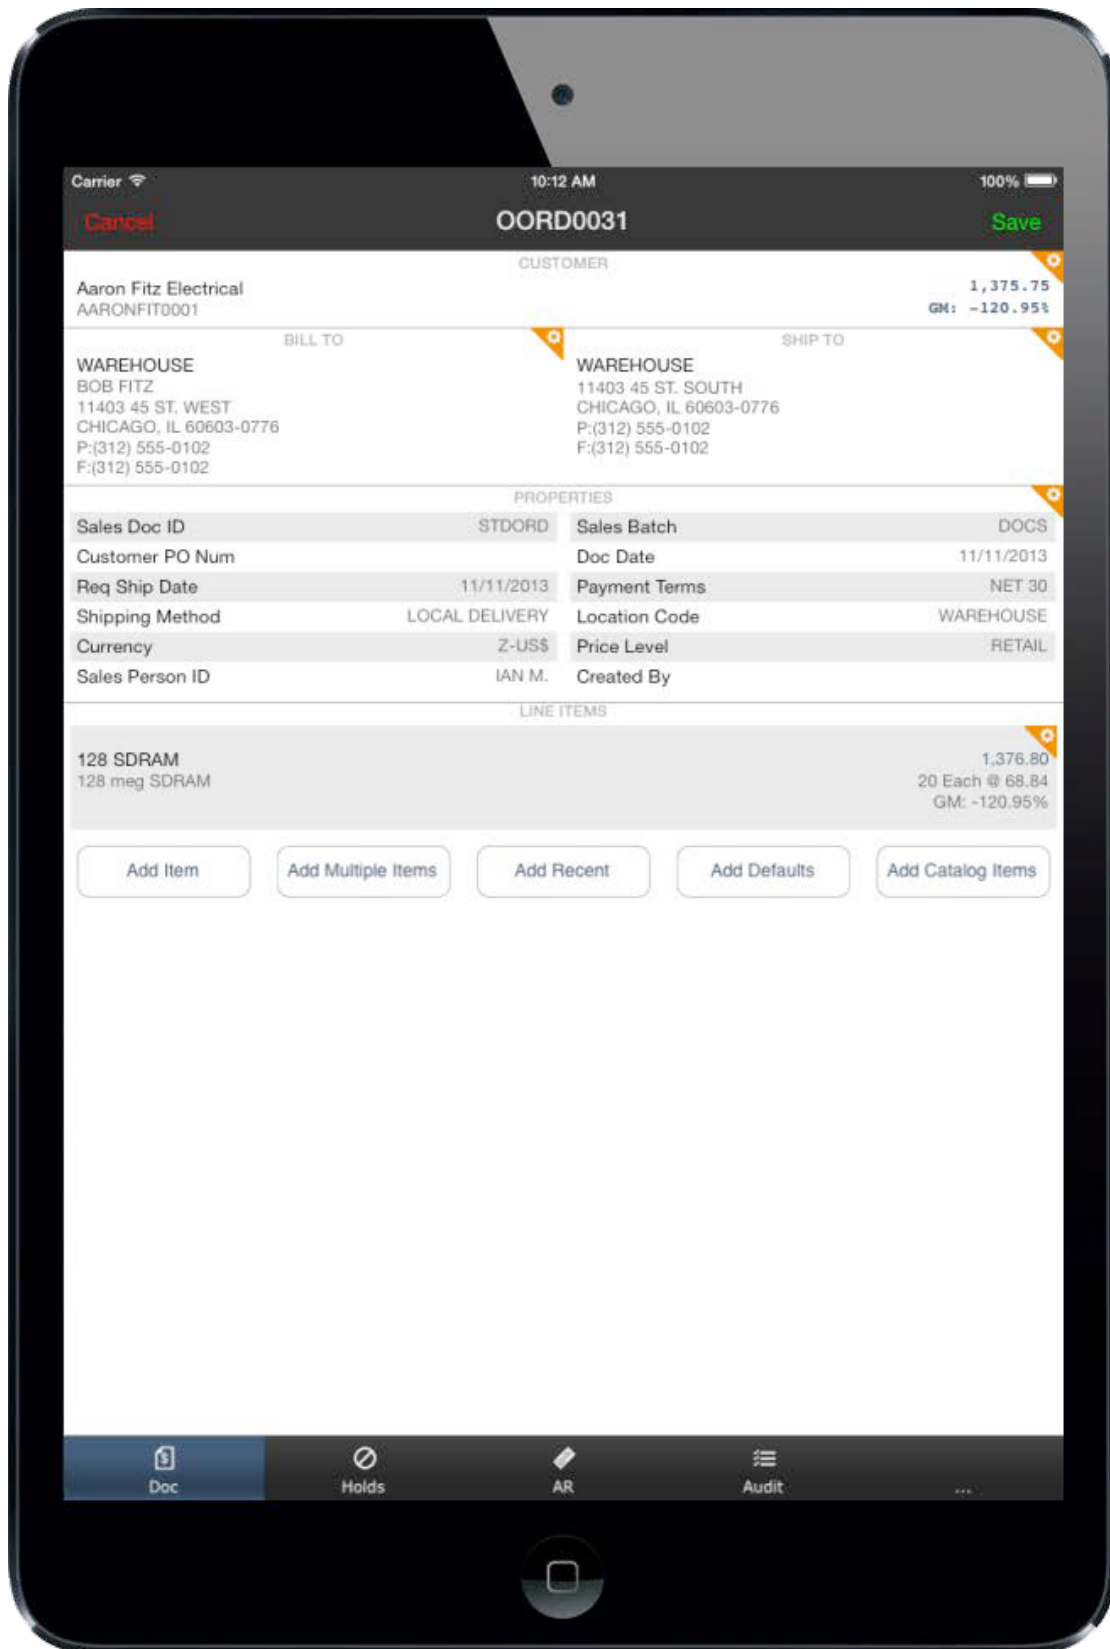 Carrier
10:12 AM
100%
Cancel
OORD0031
Save
CUSTOMER
Aaron Fitz Electrical
1,375.75
AARONFIT0001
GM: -120.95%
BILL TO
WAREHOUSE
BOB FITZ
11403 45 ST. WEST
CHICAGO, IL 60603-0776
P:(312) 555-0102
F:(312) 555-0102
SHIP TO
WAREHOUSE
11403 45 ST. SOUTH
CHICAGO, IL 60603-0776
P:(312) 555-0102
F:(312) 555-0102
PROPERTIES
Sales Doc ID STDORD Sales Batch DOCS
Customer PO Num Doc Date 11/11/2013
Req Ship Date 11/11/2013 Payment Terms NET 30
Shipping Method LOCAL DELIVERY Location Code WAREHOUSE
Currency Z-US$ Price Level RETAIL
Sales Person ID IAN M. Created By
LINE ITEMS
128 SDRAM 1,376.80
128 meg SDRAM 20 Each @ 68.84
GM: -120.95%
Add Item Add Multiple Items Add Recent Add Defaults Add Catalog Items
Doc Holds AR Audit ...